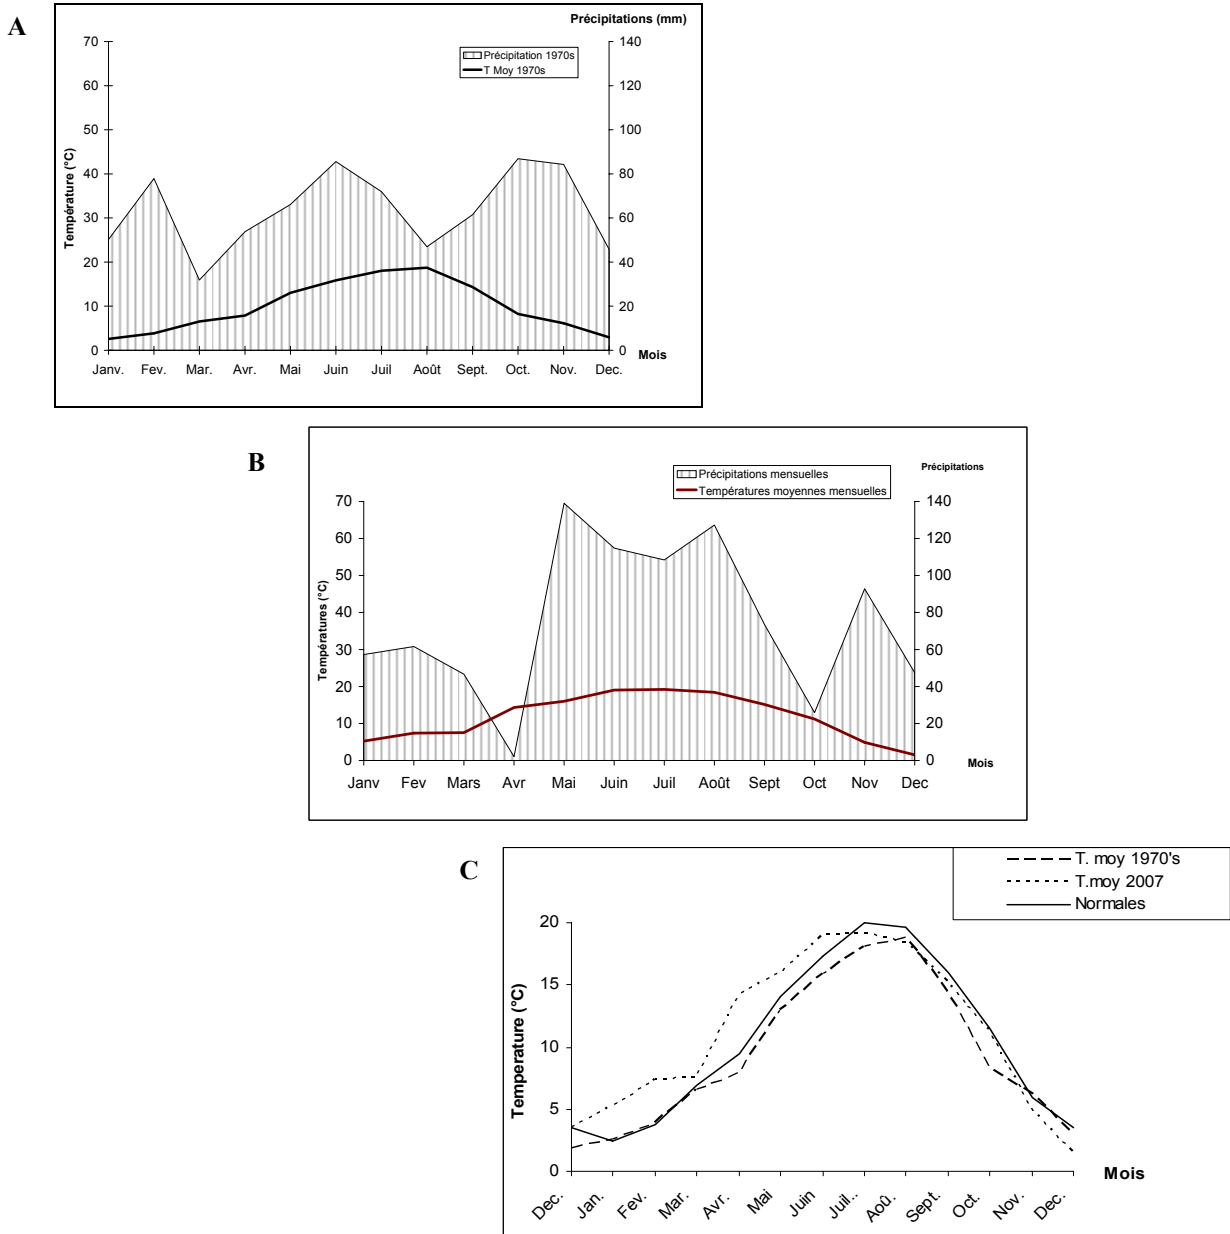 A
Précipitations (mm)
Précipitation 1970s
T Moy 1970s
Température (°C)
70
60
50
40
30
20
10
0
140
120
100
80
60
40
20
0
Mois
Janv. Fev. Mar. Avr. Mai Juin Juil Août Sept. Oct. Nov. Dec.
B
Précipitations
Précipitations mensuelles
Températures moyennes mensuelles
Températures (°C)
70
60
50
40
30
20
10
0
140
120
100
80
60
40
20
0
Mois
Janv Fev Mars Avr Mai Juin Juil Août Sept Oct Nov Dec
C
T. moy 1970's
T.moy 2007
Normales
Temperature (°C)
20
15
10
5
0
Mois
Dec. Jan. Fev. Mar. Avr. Mai Juin Juil.. Aoû. Sept. Oct. Nov. Dec.